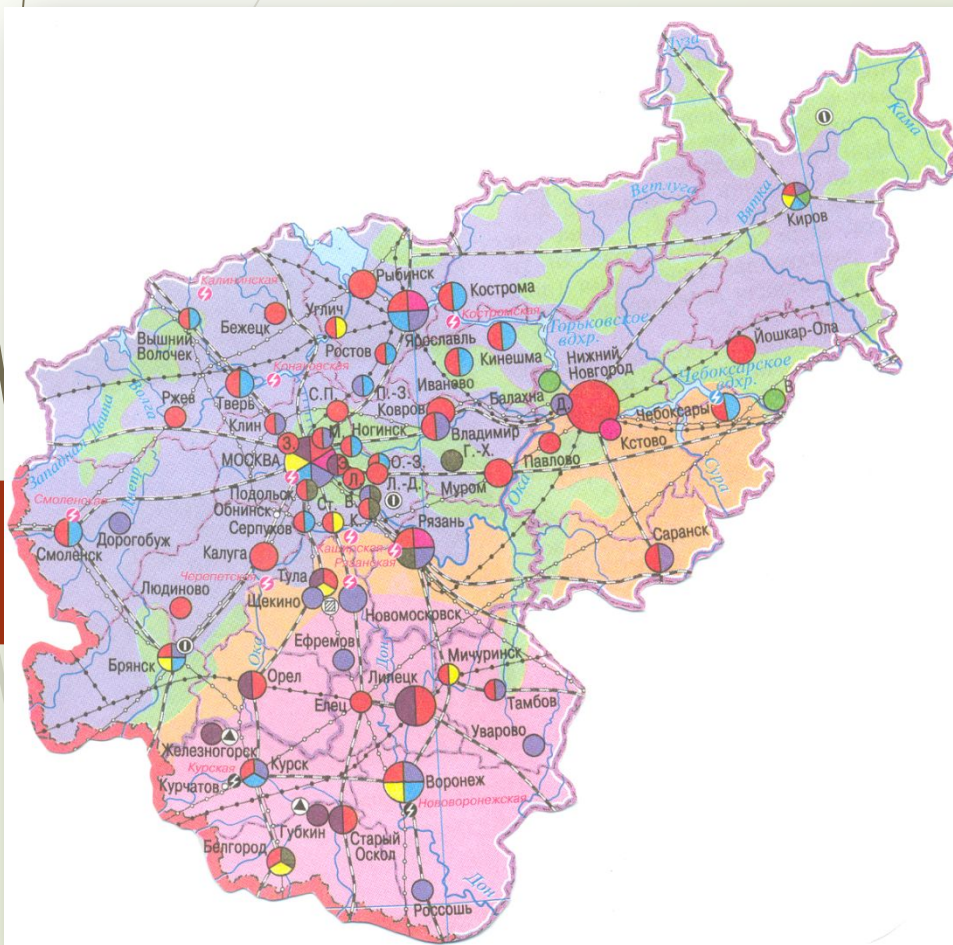 Луза
Кама
Ветлуга
Вятка
Киров
Калининская
Рыбинск
Кострома
Углич
Костромская
Бежецк
Вышний
Волочек
Ярославль
Горьковское
вдхр.
Йошкар-Ола
Ростов
Кинешма
Нижний
Новгород
Конаковская
Иваново
Чебоксарское
вдхр.
Тверь
С.П.
П.-З.
Балахна
Д
В.
Волга
Ржев
Ковров
Чебоксары
Западная Двина
Клин
И.
Ногинск
Владимир
Кстово
З.
Г.-Х.
Павлово
МОСКВА
Э.
О.-З.
Сура
Днепр
Л.
Л.-Д.
Муром
Ока
Подольск
Смоленская
Обнинск
Ст.
В.
Серпухов
К.
Рязань
Саранск
Смоленск
Дорогобуж
Каширская
Калуга
Рязанская
Черепетская
Тула
Людиново
Щекино
Новомосковск
Ока
Ефремов
Дон
Брянск
Мичуринск
Орел
Липецк
Елец
Тамбов
Уварово
Железногорск
Курская
Курск
Воронеж
Курчатов
Нововоронежская
Губкин
Старый
Оскол
Белгород
Дон
Россошь